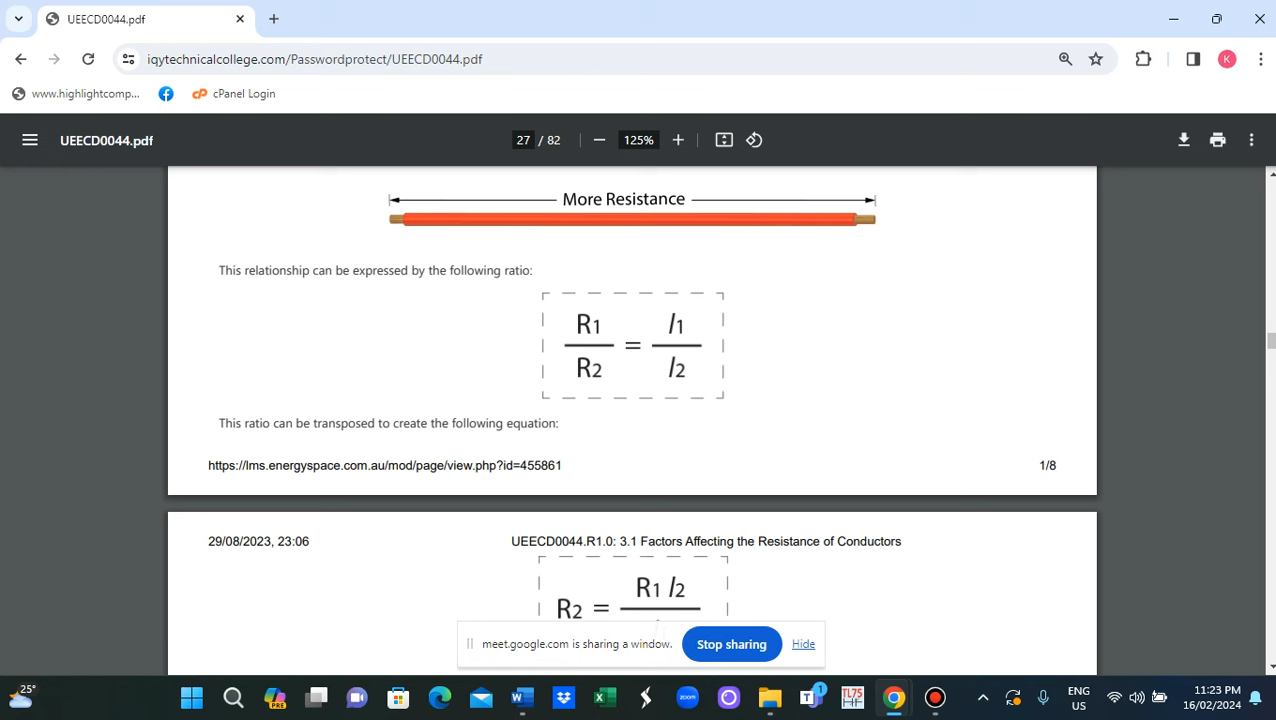 UEECD0044.pdf
iqytechnicalcollege.com/Passwordprotect/UEECD0044.pdf
K
www.highlightcomp...
cPanel Login
UEECD0044.pdf
27 / 82
125%
More Resistance
This relationship can be expressed by the following ratio:
R1 / R2 = l1 / l2
This ratio can be transposed to create the following equation:
https://lms.energyspace.com.au/mod/page/view.php?id=455861 1/8
29/08/2023, 23:06 UEECD0044.R1.0: 3.1 Factors Affecting the Resistance of Conductors
R2 = R1 l2
meet.google.com is sharing a window. Stop sharing Hide
25°
PRE
zoom
1
TL75
ENG
US
11:23 PM
16/02/2024